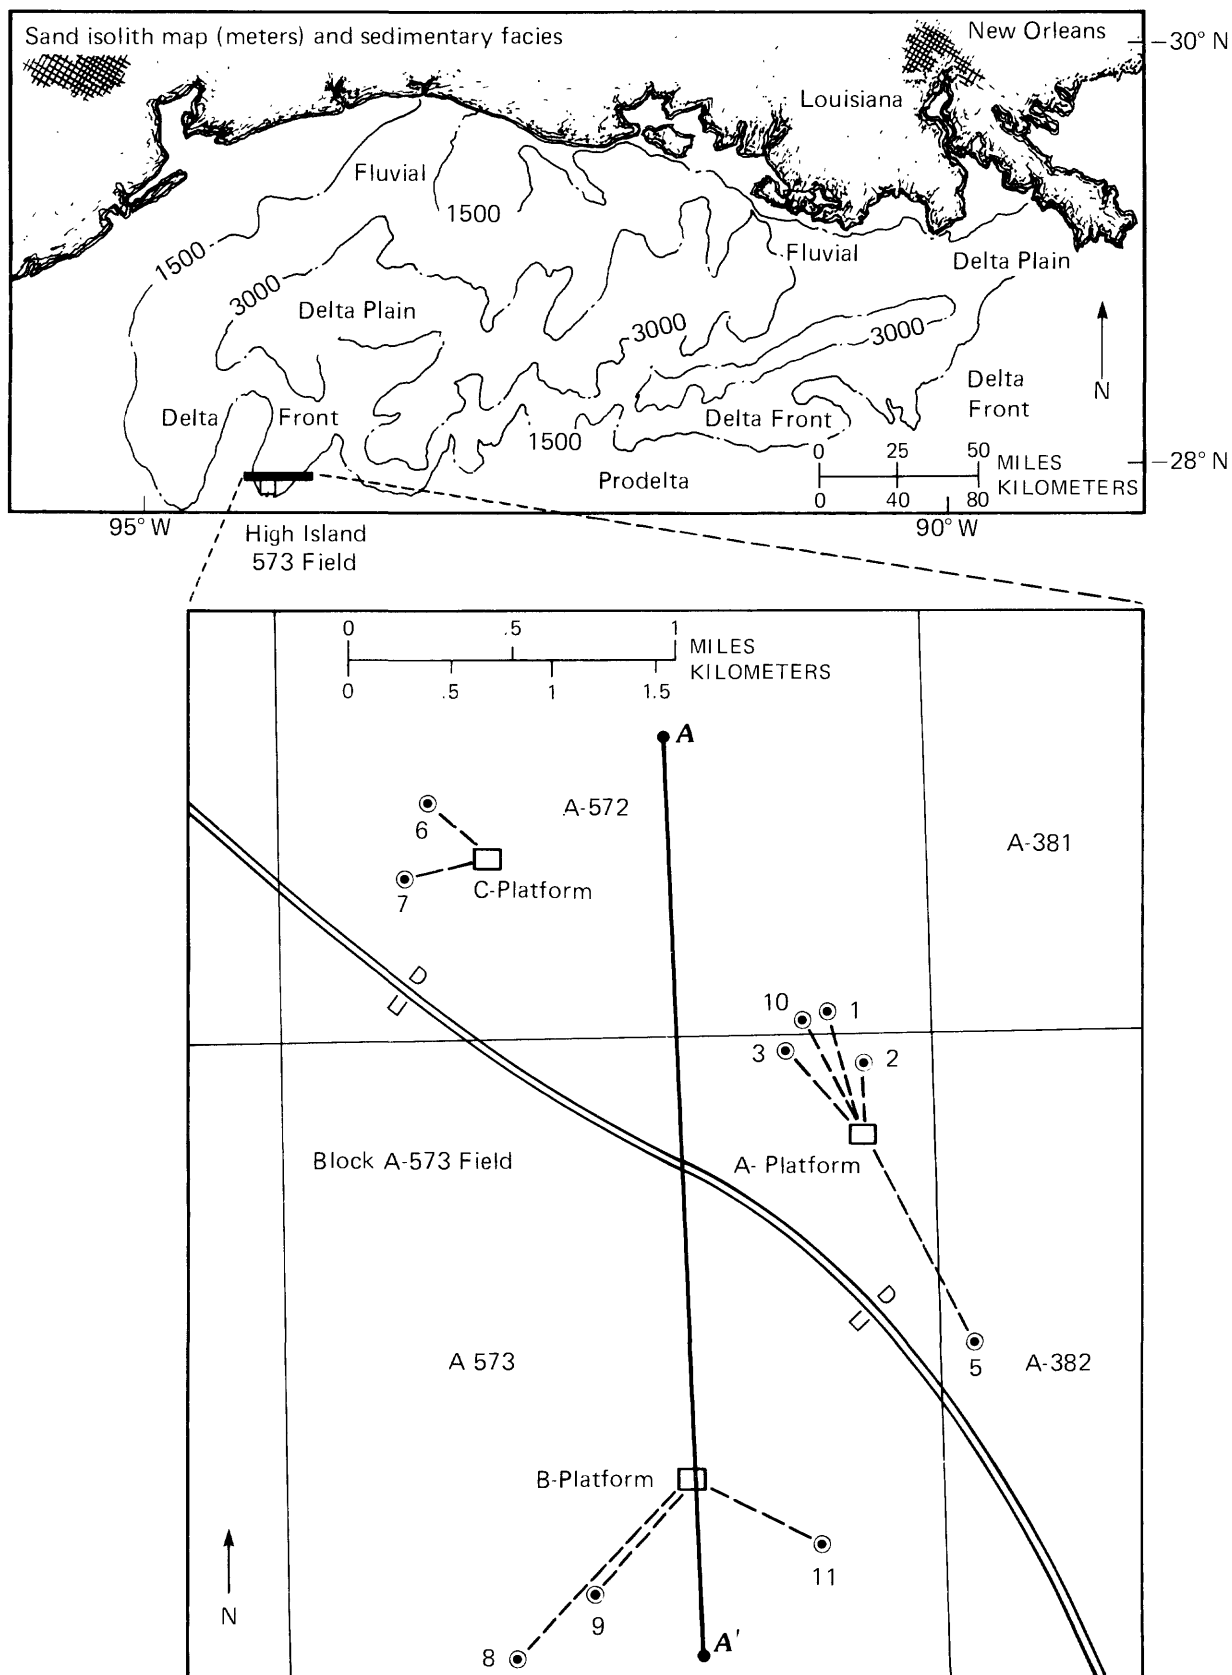 Sand isolith map (meters) and sedimentary facies
New Orleans
30° N
Louisiana
Fluvial
1500
1500
Fluvial
Delta Plain
3000
Delta Plain
3000
3000
N
Delta Front
Delta
Front
Delta Front
1500
0 25 50
MILES
KILOMETERS
0 40 80
28° N
Prodelta
95° W
90° W
High Island
573 Field
0 .5 1
MILES
KILOMETERS
0 .5 1 1.5
A
A-572
6
A-381
7
C-Platform
D
U
10
1
3
2
Block A-573 Field
A- Platform
D
U
A 573
5
A-382
B-Platform
11
9
N
8
A'